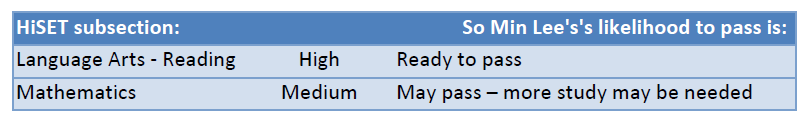 HiSET subsection: So Min Lee's's likelihood to pass is:
Language Arts - Reading High Ready to pass
Mathematics Medium May pass – more study may be needed